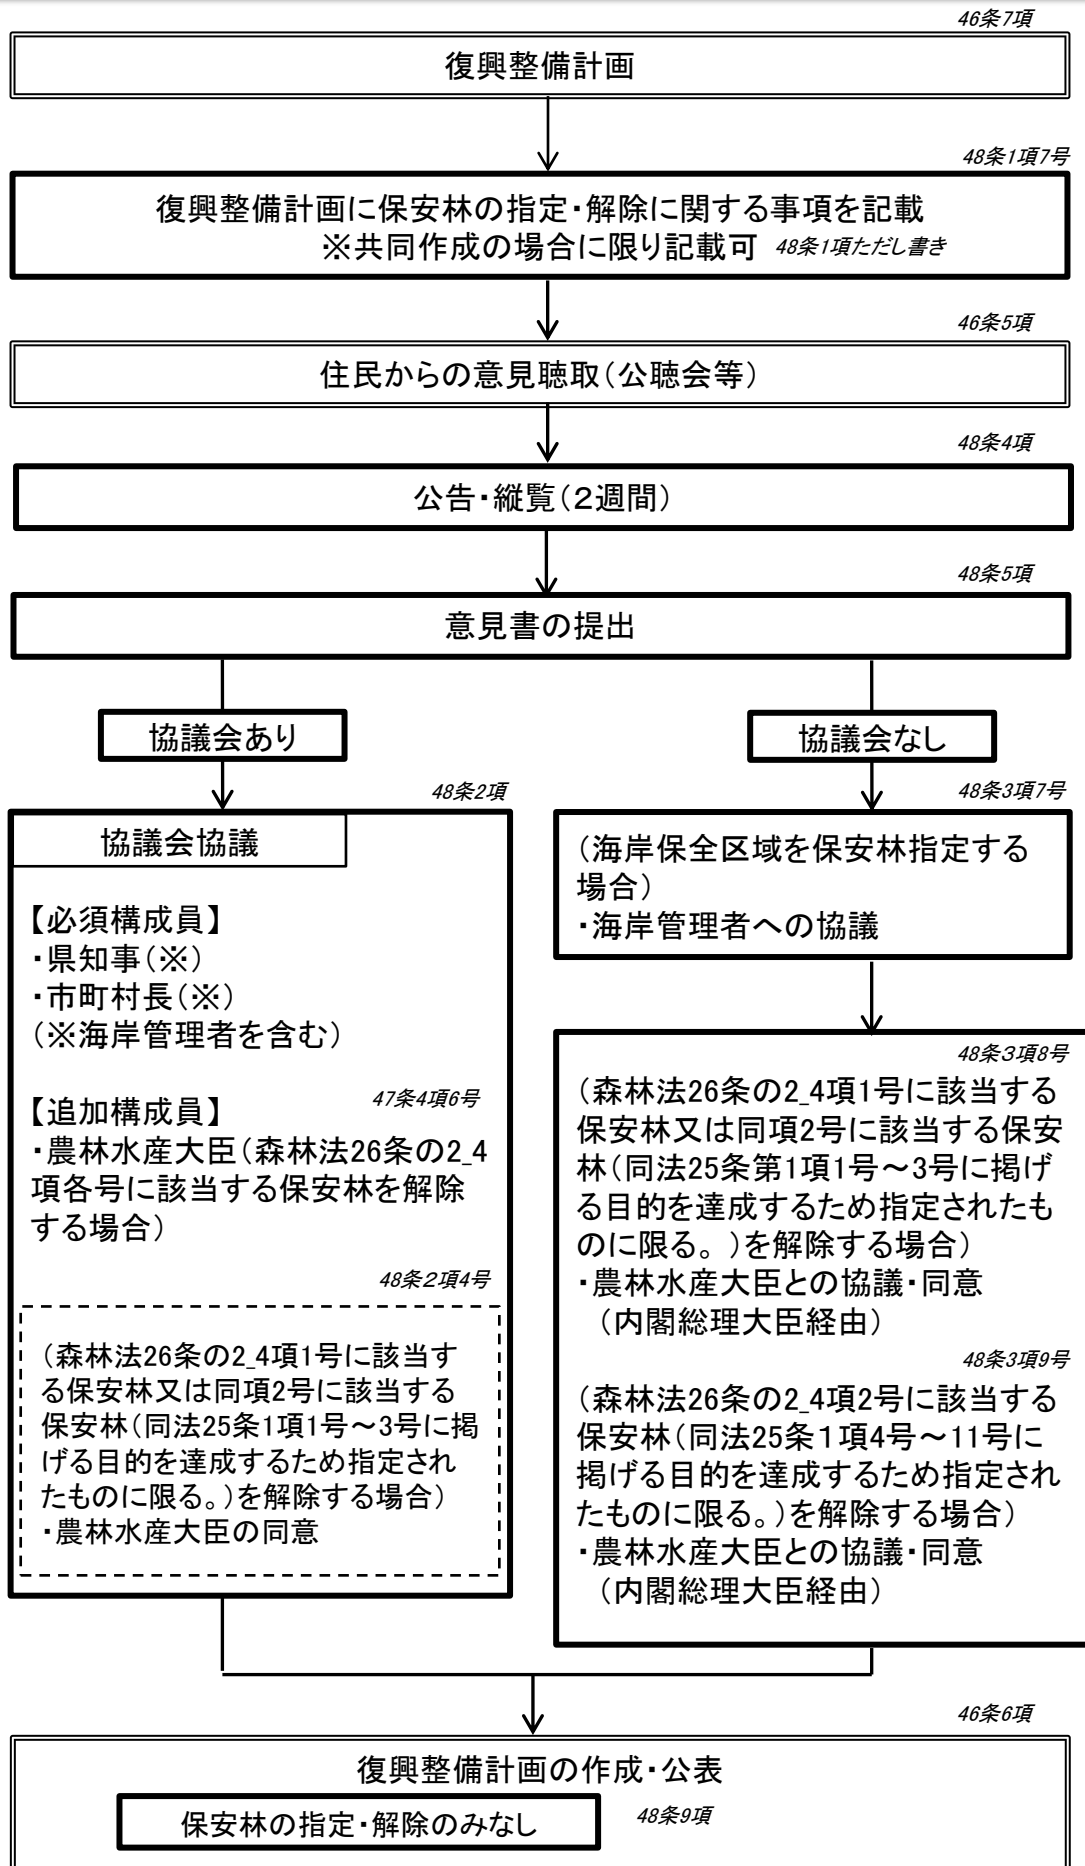 46条7項
復興整備計画
48条1項7号
復興整備計画に保安林の指定・解除に関する事項を記載
※共同作成の場合に限り記載可 48条1項ただし書き
46条5項
住民からの意見聴取（公聴会等）
48条4項
公告・縦覧（２週間）
48条5項
意見書の提出
協議会あり
48条2項
協議会協議
【必須構成員】
・県知事（※）
・市町村長（※）
（※海岸管理者を含む）
47条4項6号
【追加構成員】
・農林水産大臣（森林法26条の2_4
項各号に該当する保安林を解除
する場合）
48条２項4号
（森林法26条の2_4項1号に該当す
る保安林又は同項2号に該当する
保安林（同法25条1項1号～3号に掲
げる目的を達成するため指定され
たものに限る。）を解除する場合）
・農林水産大臣の同意
協議会なし
48条3項7号
（海岸保全区域を保安林指定する
場合）
・海岸管理者への協議
48条３項8号
（森林法26条の2_4項1号に該当する
保安林又は同項2号に該当する保安
林（同法25条第1項1号～3号に掲げ
る目的を達成するため指定されたも
のに限る。）を解除する場合）
・農林水産大臣との協議・同意
（内閣総理大臣経由）
48条3項9号
（森林法26条の2_4項2号に該当する
保安林（同法25条１項4号～11号に
掲げる目的を達成するため指定され
たものに限る。）を解除する場合）
・農林水産大臣との協議・同意
（内閣総理大臣経由）
46条6項
復興整備計画の作成・公表
保安林の指定・解除のみなし 48条9項